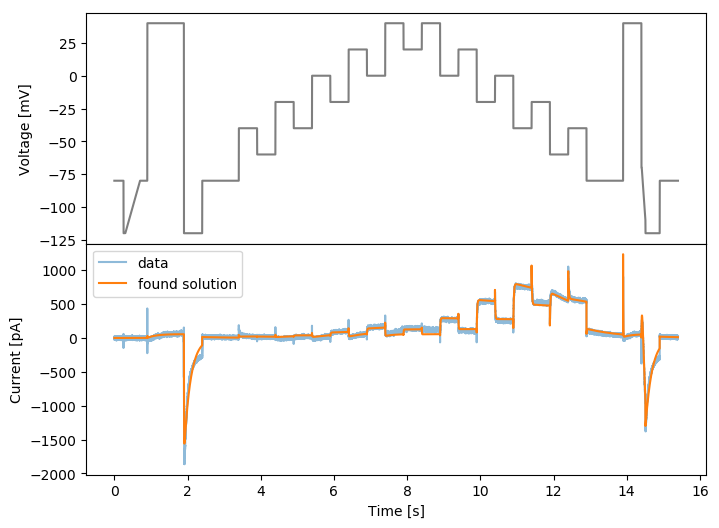 25
0
−25
−50
−75
−100
−125
Voltage [mV]
data
found solution
1000
500
0
−500
−1000
−1500
−2000
Current [pA]
0 2 4 6 8 10 12 14 16
Time [s]